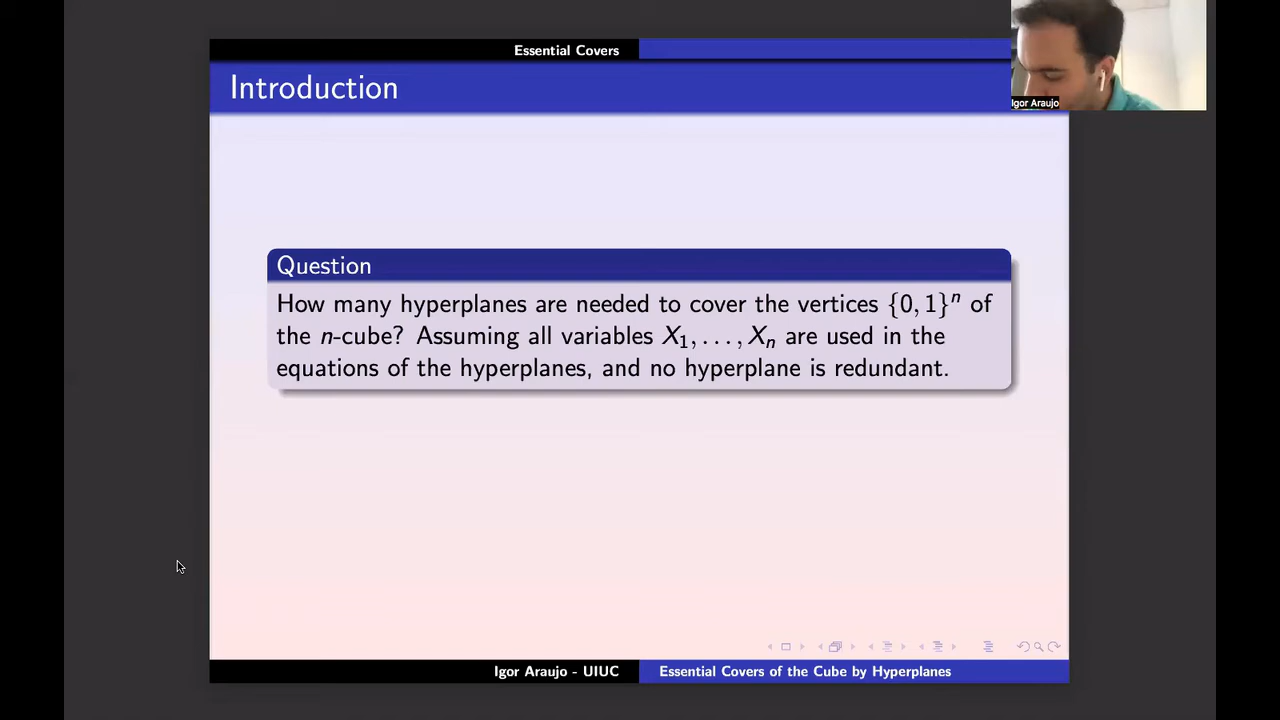 Essential Covers
Introduction
Igor Araujo
Question
How many hyperplanes are needed to cover the vertices {0, 1}ⁿ of
the n-cube? Assuming all variables X₁, . . . , Xₙ are used in the
equations of the hyperplanes, and no hyperplane is redundant.
Igor Araujo - UIUC
Essential Covers of the Cube by Hyperplanes